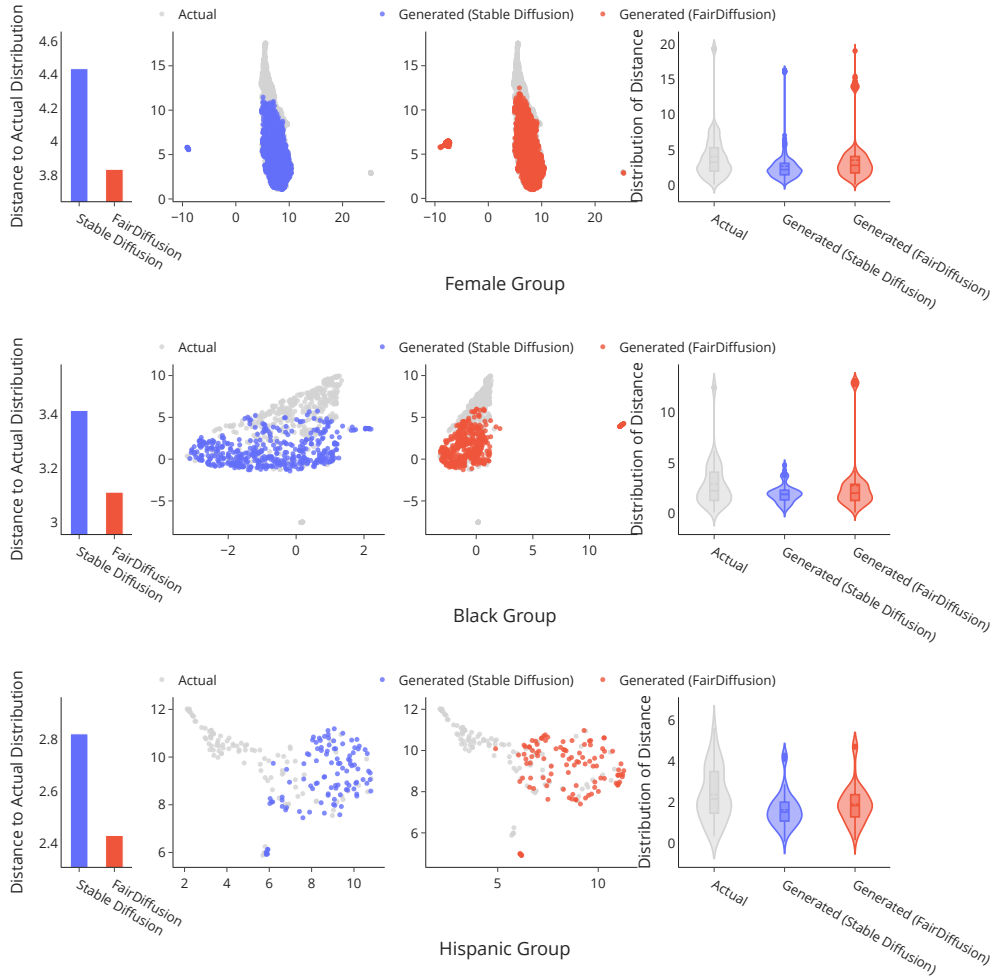 Actual
Generated (Stable Diffusion)
Generated (FairDiffusion)
Distance to Actual Distribution
4.6
4.4
4.2
4
3.8
Stable Diffusion
FairDiffusion
15
10
5
0
−10
0
10
20
15
10
5
0
−10
0
10
20
Distribution of Distance
20
15
10
5
0
Actual
Generated (Stable Diffusion)
Generated (FairDiffusion)
Female Group
Actual
Generated (Stable Diffusion)
Generated (FairDiffusion)
Distance to Actual Distribution
3.4
3.2
3
Stable Diffusion
FairDiffusion
10
5
0
−5
−2
0
2
10
5
0
−5
0
5
10
Distribution of Distance
10
5
0
Actual
Generated (Stable Diffusion)
Generated (FairDiffusion)
Black Group
Actual
Generated (Stable Diffusion)
Generated (FairDiffusion)
Distance to Actual Distribution
2.8
2.6
2.4
Stable Diffusion
FairDiffusion
12
10
8
6
2
4
6
8
10
12
10
8
6
5
10
Distribution of Distance
6
4
2
0
Actual
Generated (Stable Diffusion)
Generated (FairDiffusion)
Hispanic Group